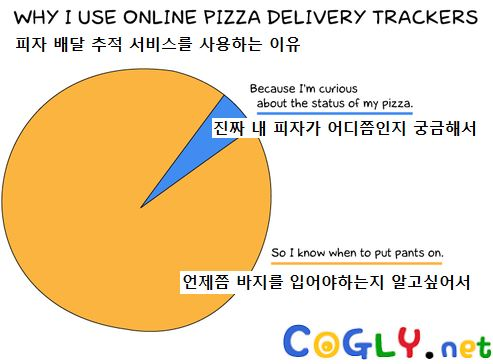 WHY I USE ONLINE PIZZA DELIVERY TRACKERS
피자 배달 추적 서비스를 사용하는 이유
Because I'm curious
about the status of my pizza.
진짜 내 피자가 어디쯤인지 궁금해서
So I know when to put pants on.
언제쯤 바지를 입어야하는지 알고싶어서
COGLY.net